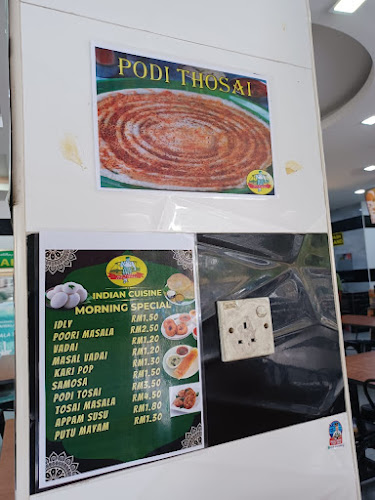 PODI THOSAI
INDIAN CUISINE
MORNING SPECIAL
IDLY RM1.50
POORI MASALA RM2.50
VADAI RM1.20
MASAL VADAI RM1.20
KARI POP RM1.30
SAMOSA RM1.50
PODI TOSAI RM3.50
TOSAI MASALA RM4.50
APPAM SUSU RM1.80
PUTU MAYAM RM1.30